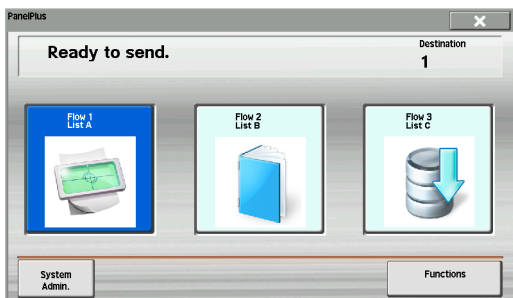 PanelPlus
Ready to send.
Destination
1
Flow 1
List A
Flow 2
List B
Flow 3
List C
System
Admin.
Functions